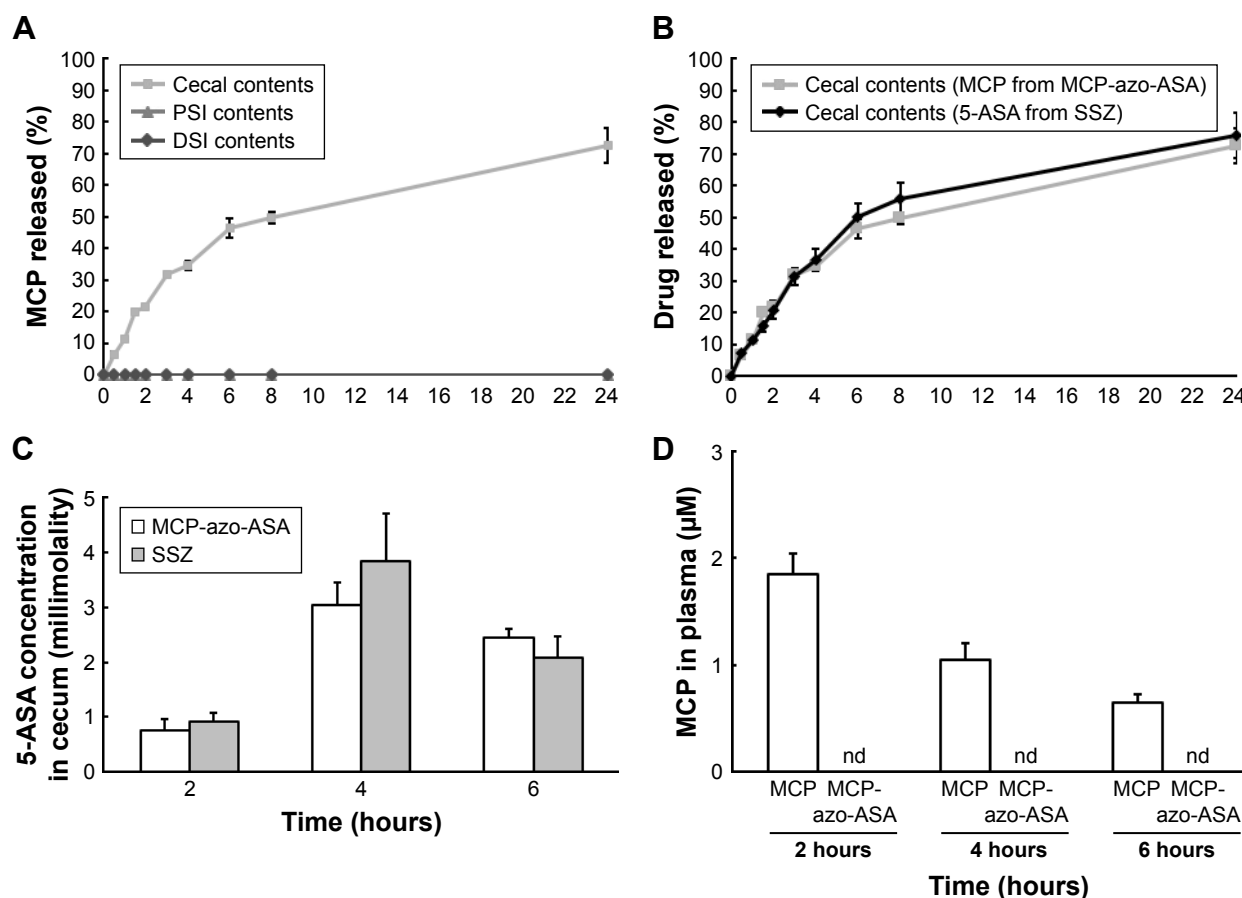 A
MCP released (%)
100
90
80
70
60
50
40
30
20
10
0
0 2 4 6 8 10 12 14 16 18 20 22 24
Cecal contents
PSI contents
DSI contents
B
Drug released (%)
100
90
80
70
60
50
40
30
20
10
0
0 2 4 6 8 10 12 14 16 18 20 22 24
Cecal contents (MCP from MCP-azo-ASA)
Cecal contents (5-ASA from SSZ)
C
5-ASA concentration
in cecum (millimolality)
5
4
3
2
1
0
MCP-azo-ASA
SSZ
2 4 6
Time (hours)
D
MCP in plasma (µM)
3
2
1
0
nd nd nd
MCP MCP- MCP MCP- MCP MCP-
azo-ASA azo-ASA azo-ASA
2 hours 4 hours 6 hours
Time (hours)